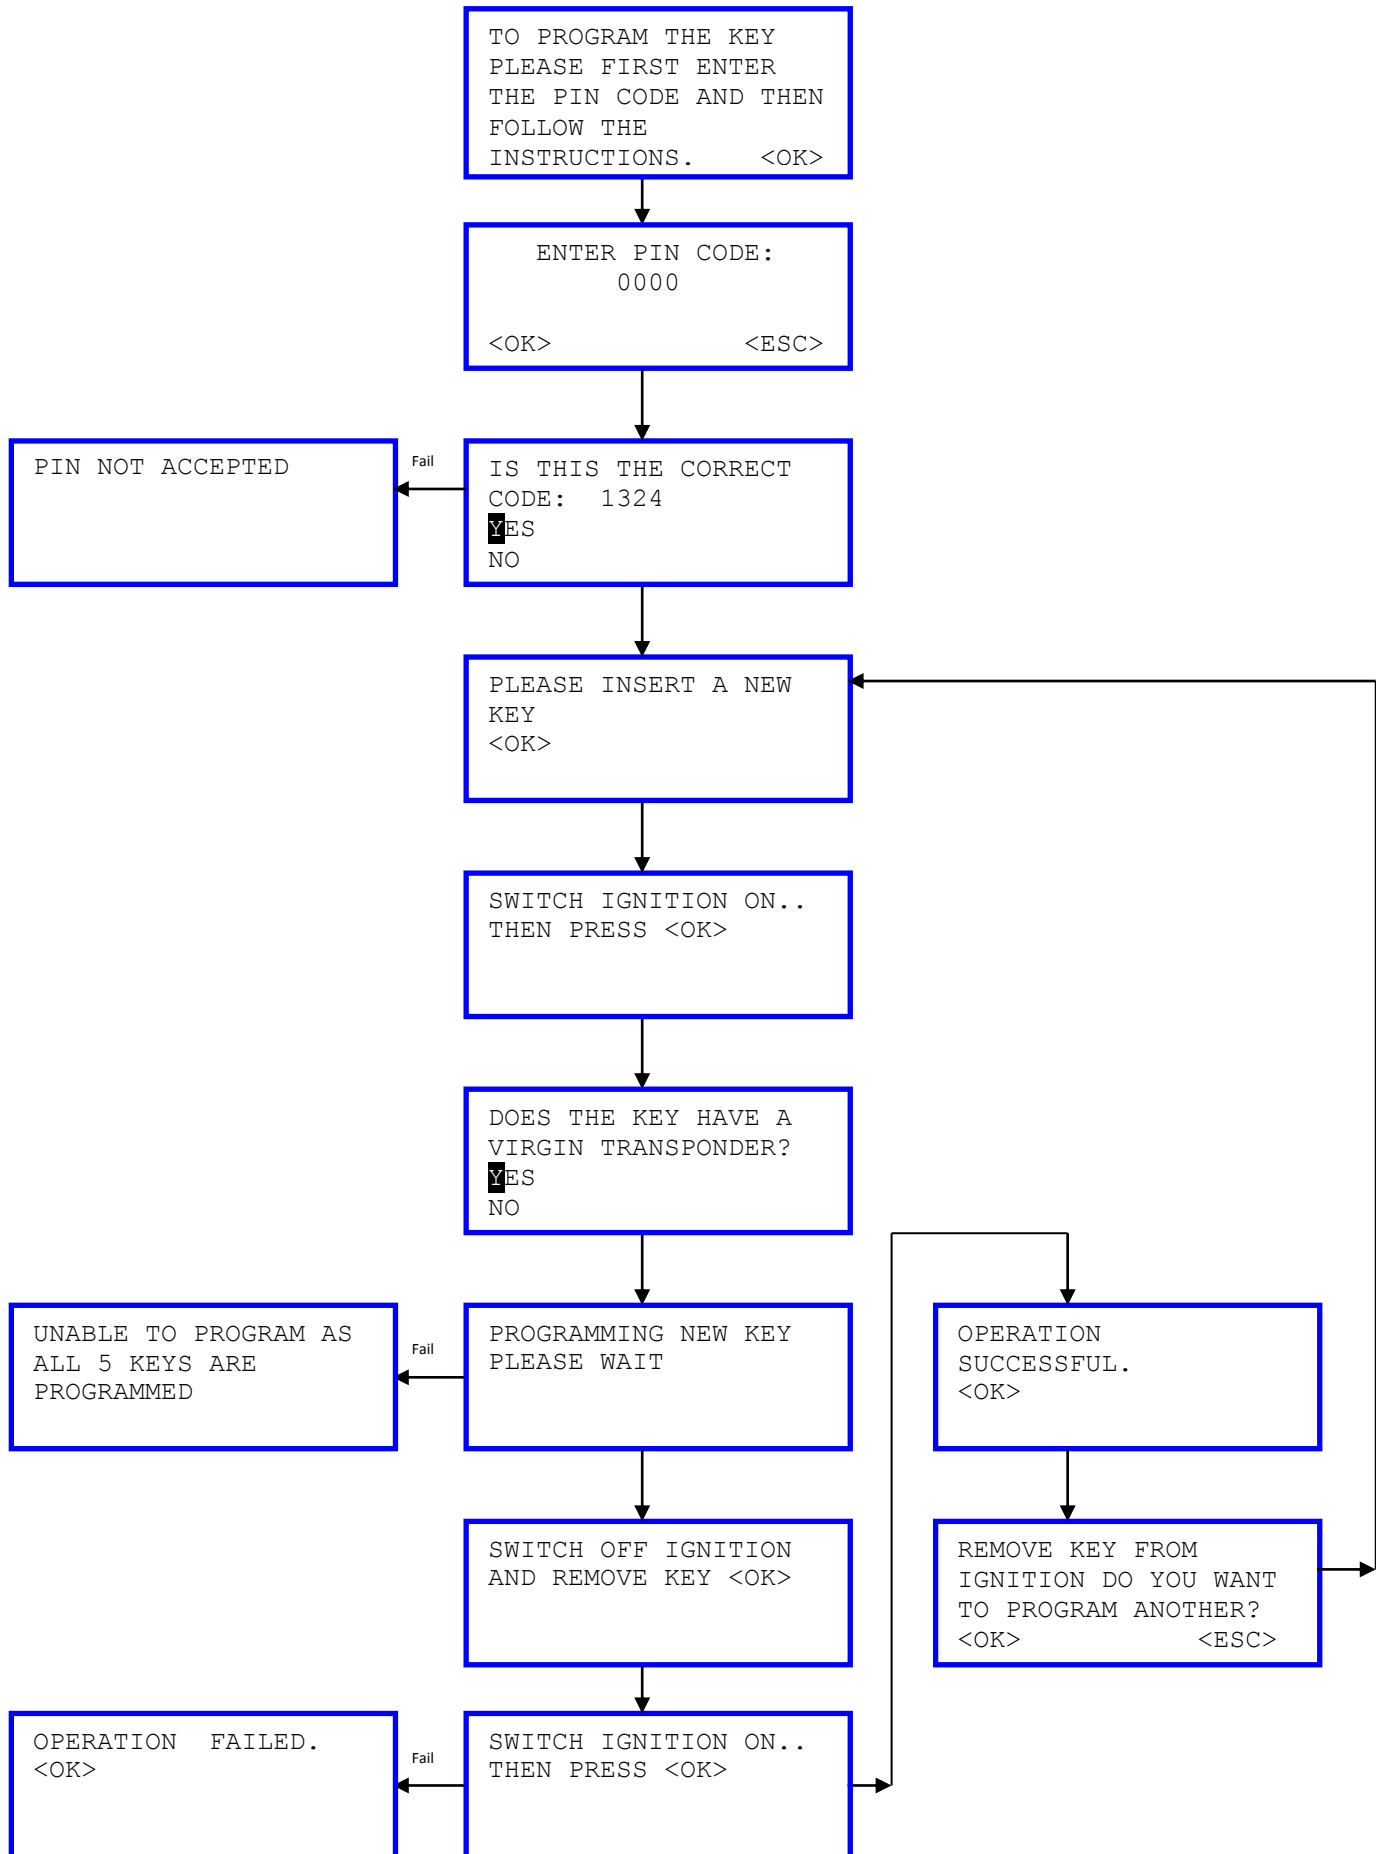 TO PROGRAM THE KEY
PLEASE FIRST ENTER
THE PIN CODE AND THEN
FOLLOW THE
INSTRUCTIONS. <OK>
ENTER PIN CODE:
0000
<OK> <ESC>
PIN NOT ACCEPTED
Fail
IS THIS THE CORRECT
CODE: 1324
YES
NO
PLEASE INSERT A NEW
KEY
<OK>
SWITCH IGNITION ON..
THEN PRESS <OK>
DOES THE KEY HAVE A
VIRGIN TRANSPONDER?
YES
NO
UNABLE TO PROGRAM AS
ALL 5 KEYS ARE
PROGRAMMED
Fail
PROGRAMMING NEW KEY
PLEASE WAIT
OPERATION
SUCCESSFUL.
<OK>
SWITCH OFF IGNITION
AND REMOVE KEY <OK>
REMOVE KEY FROM
IGNITION DO YOU WANT
TO PROGRAM ANOTHER?
<OK> <ESC>
OPERATION FAILED.
<OK>
Fail
SWITCH IGNITION ON..
THEN PRESS <OK>